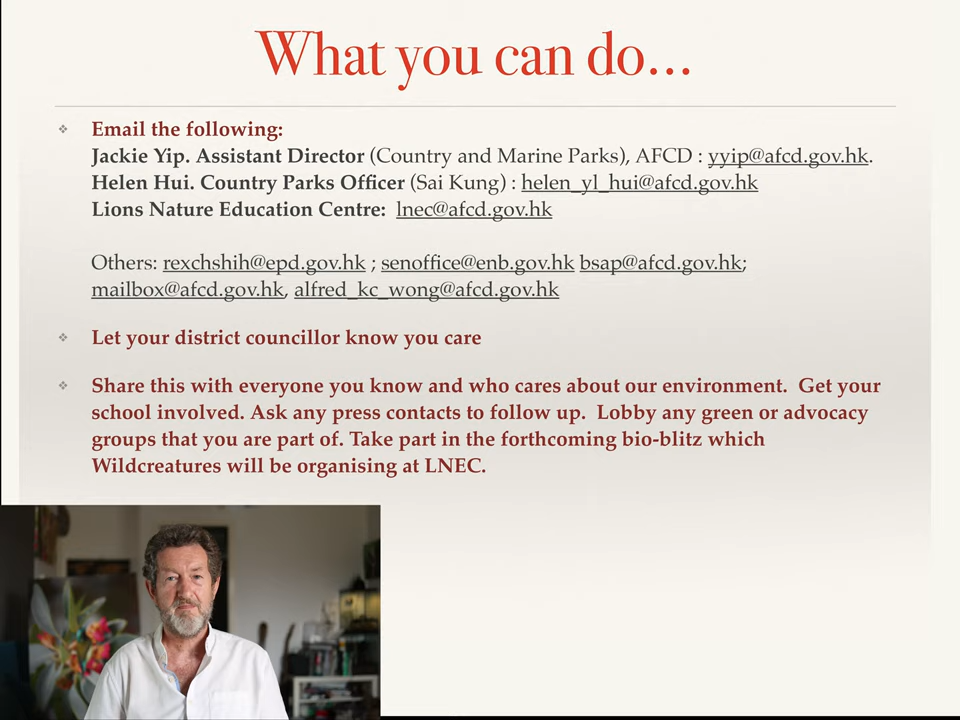 What you can do...
Email the following:
Jackie Yip. Assistant Director (Country and Marine Parks), AFCD : yyip@afcd.gov.hk.
Helen Hui. Country Parks Officer (Sai Kung) : helen_yl_hui@afcd.gov.hk
Lions Nature Education Centre: lnec@afcd.gov.hk
Others: rexchshih@epd.gov.hk ; senoffice@enb.gov.hk bsap@afcd.gov.hk;
mailbox@afcd.gov.hk, alfred_kc_wong@afcd.gov.hk
Let your district councillor know you care
Share this with everyone you know and who cares about our environment. Get your
school involved. Ask any press contacts to follow up. Lobby any green or advocacy
groups that you are part of. Take part in the forthcoming bio-blitz which
Wildcreatures will be organising at LNEC.